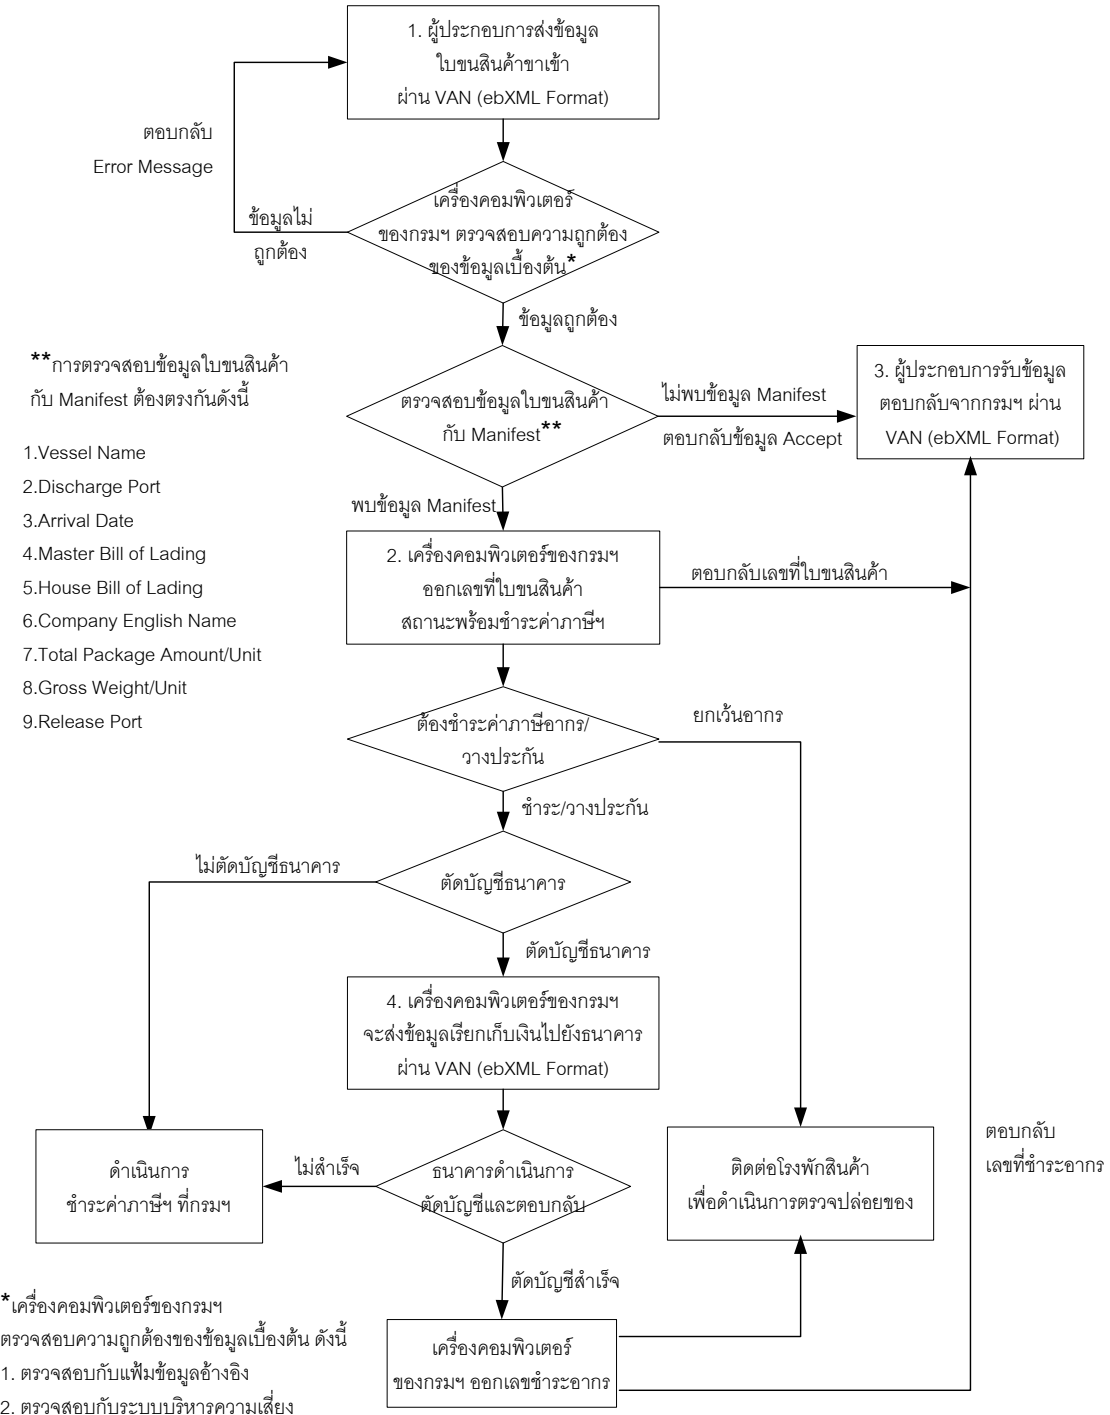 1. ผู้ประกอบการส่งข้อมูล
ใบขนสินค้าขาเข้า
ผ่าน VAN (ebXML Format)
ตอบกลับ
Error Message
ข้อมูลไม่
ถูกต้อง
เครื่องคอมพิวเตอร์
ของกรมฯ ตรวจสอบความถูกต้อง
ของข้อมูลเบื้องต้น*
ข้อมูลถูกต้อง
**การตรวจสอบข้อมูลใบขนสินค้า
กับ Manifest ต้องตรงกันดังนี้
1.Vessel Name
2.Discharge Port
3.Arrival Date
4.Master Bill of Lading
5.House Bill of Lading
6.Company English Name
7.Total Package Amount/Unit
8.Gross Weight/Unit
9.Release Port
ตรวจสอบข้อมูลใบขนสินค้า
กับ Manifest**
ไม่พบข้อมูล Manifest
ตอบกลับข้อมูล Accept
3. ผู้ประกอบการรับข้อมูล
ตอบกลับจากกรมฯ ผ่าน
VAN (ebXML Format)
พบข้อมูล Manifest
2. เครื่องคอมพิวเตอร์ของกรมฯ
ออกเลขที่ใบขนสินค้า
สถานะพร้อมชำระค่าภาษีฯ
ตอบกลับเลขที่ใบขนสินค้า
ต้องชำระค่าภาษีอากร/
วางประกัน
ยกเว้นอากร
ชำระ/วางประกัน
ไม่ตัดบัญชีธนาคาร
ตัดบัญชีธนาคาร
ตัดบัญชีธนาคาร
4. เครื่องคอมพิวเตอร์ของกรมฯ
จะส่งข้อมูลเรียกเก็บเงินไปยังธนาคาร
ผ่าน VAN (ebXML Format)
ดำเนินการ
ชำระค่าภาษีฯ ที่กรมฯ
ไม่สำเร็จ
ธนาคารดำเนินการ
ตัดบัญชีและตอบกลับ
ติดต่อโรงพักสินค้า
เพื่อดำเนินการตรวจปล่อยของ
ตอบกลับ
เลขที่ชำระอากร
ตัดบัญชีสำเร็จ
เครื่องคอมพิวเตอร์
ของกรมฯ ออกเลขชำระอากร
*เครื่องคอมพิวเตอร์ของกรมฯ
ตรวจสอบความถูกต้องของข้อมูลเบื้องต้น ดังนี้
1. ตรวจสอบกับแฟ้มข้อมูลอ้างอิง
2. ตรวจสอบกับระบบบริหารความเสี่ยง